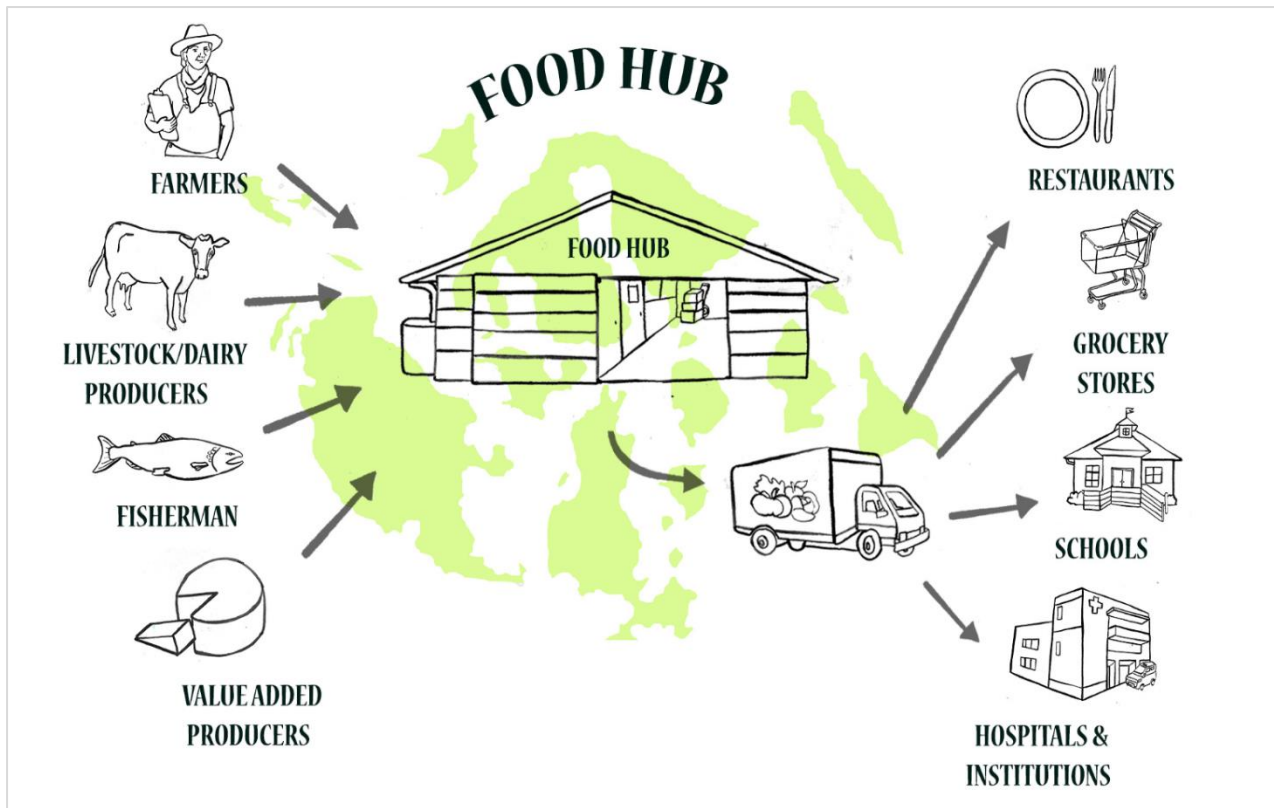 FOOD HUB
FARMERS
LIVESTOCK/DAIRY
PRODUCERS
FISHERMAN
VALUE ADDED
PRODUCERS
FOOD HUB
RESTAURANTS
GROCERY
STORES
SCHOOLS
HOSPITALS &
INSTITUTIONS